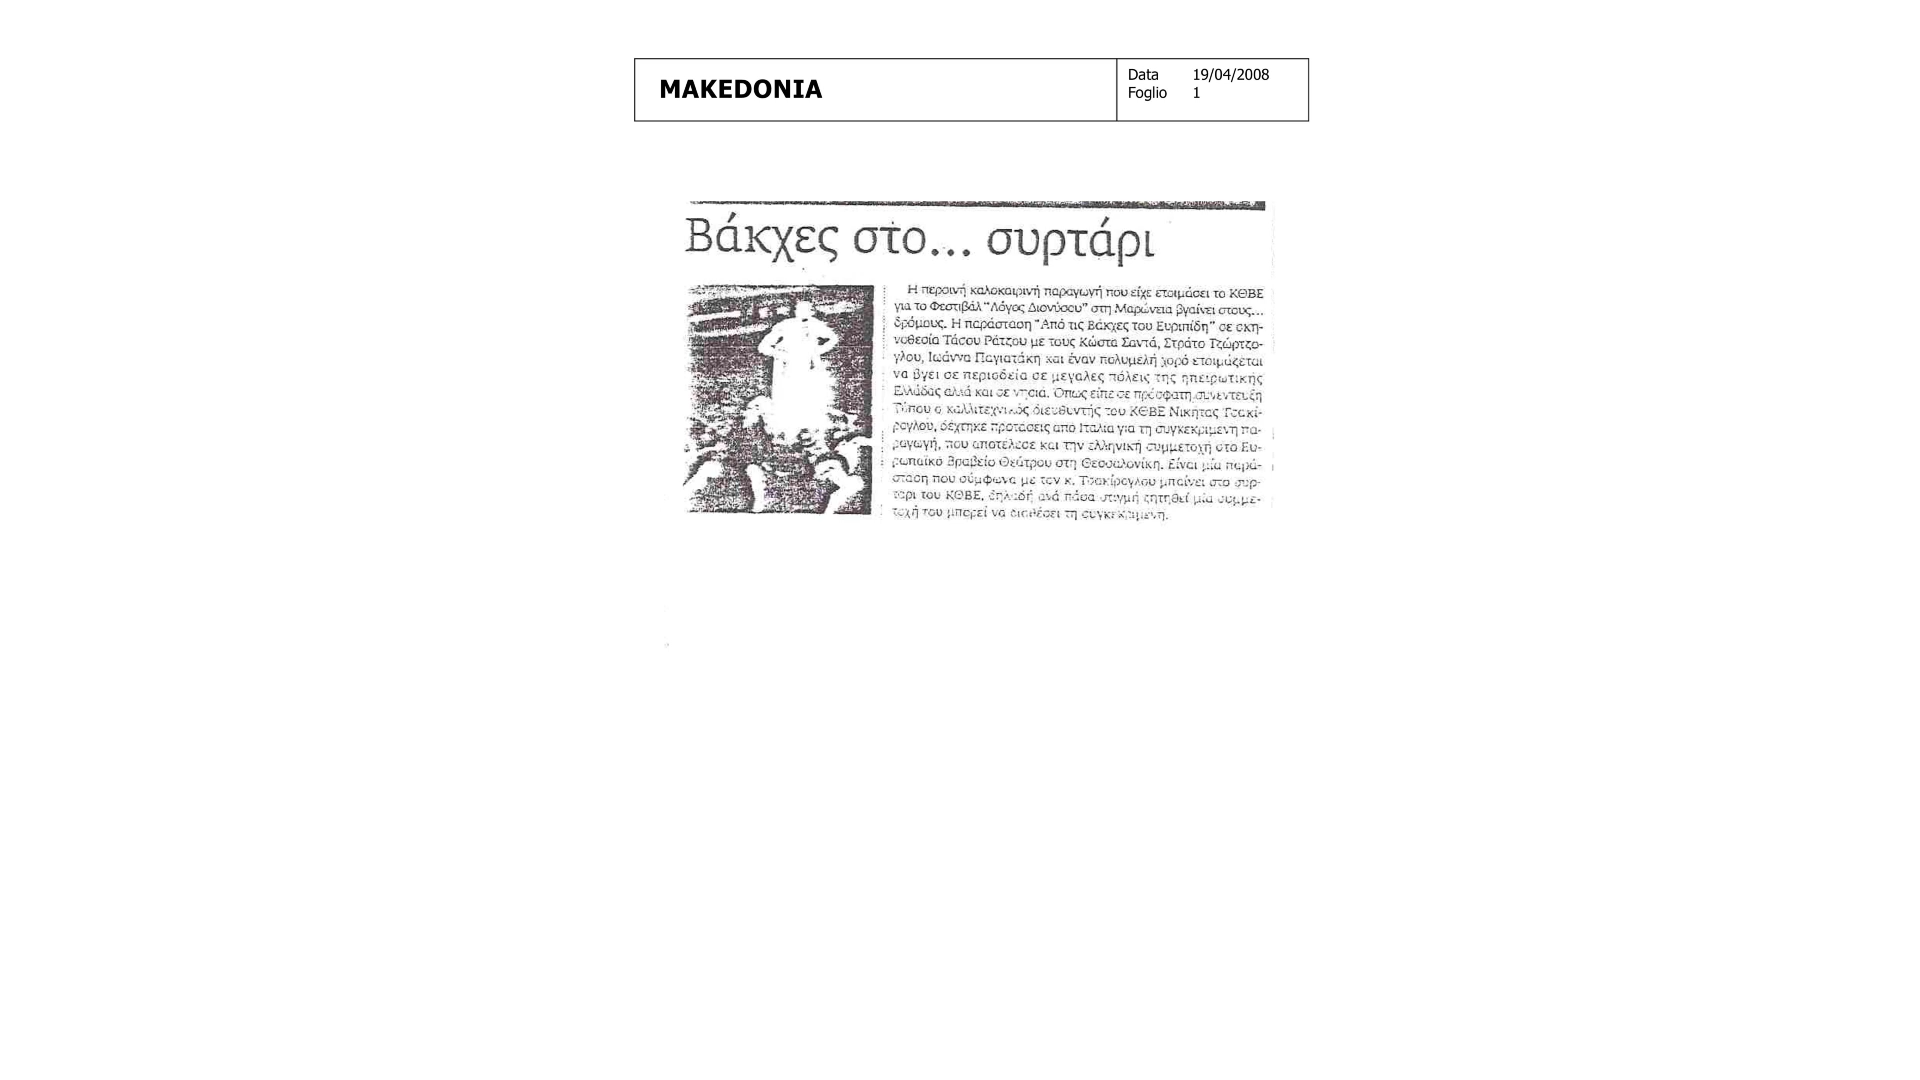 MAKEDONIA
Data 19/04/2008
Foglio 1
Βάκχες στο... συρτάρι
Η περσινή καλοκαιρινή παραγωγή που είχε ετοιμάσει το ΚΘΒΕ
για το Φεστιβάλ “Λόγος Διονύσου” στη Μαρώνεια βγαίνει στους...
δρόμους. Η παράσταση “Από τις Βάκχες του Ευριπίδη” σε σκη-
νοθεσία Τάσου Ράτζου με τους Κώστα Σαντά, Στράτο Τζώρτζο-
γλου, Ιωάννα Παγιατάκη και έναν πολυμελή χορό ετοιμάζεται
να βγει σε περιοδεία σε μεγάλες πόλεις της ηπειρωτικής
Ελλάδας αλλά και σε νησιά. Όπως είπε σε πρόσφατη συνέντευξη
Τύπου ο καλλιτεχνικός διευθυντής του ΚΘΒΕ Νικήτας Τσακί-
ρογλου, δέχτηκε προτάσεις από Ιταλία για τη συγκεκριμένη πα-
ραγωγή, που αποτέλεσε και την ελληνική συμμετοχή στο Ευ-
ρωπαϊκό Βραβείο Θεάτρου στη Θεσσαλονίκη. Είναι μία παρά-
σταση που σύμφωνα με τον κ. Τσακίρογλου μπαίνει στο συρ-
τάρι του ΚΘΒΕ, δηλαδή ανά πάσα στιγμή ζητηθεί μία συμμε-
τοχή του μπορεί να διαθέσει τη συγκεκριμένη.